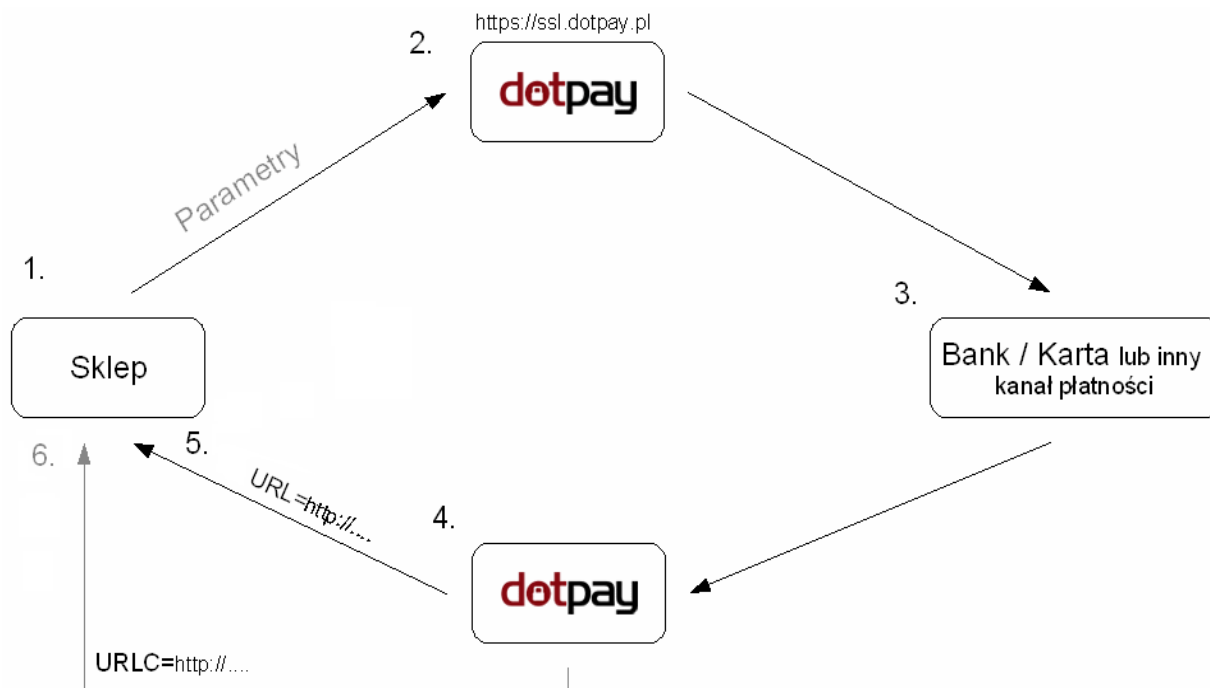 https://ssl.dotpay.pl
2.
dotpay
Parametry
1.
3.
Sklep
Bank / Karta lub inny
kanał płatności
5.
6.
URL=http://....
4.
dotpay
URLC=http://....